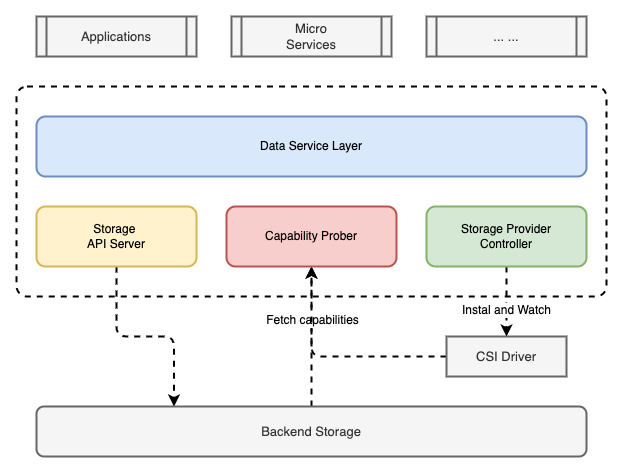 Applications
Micro
Services
... ...
Data Service Layer
Storage
API Server
Capability Prober
Storage Provider
Controller
Fetch capabilities
Instal and Watch
CSI Driver
Backend Storage